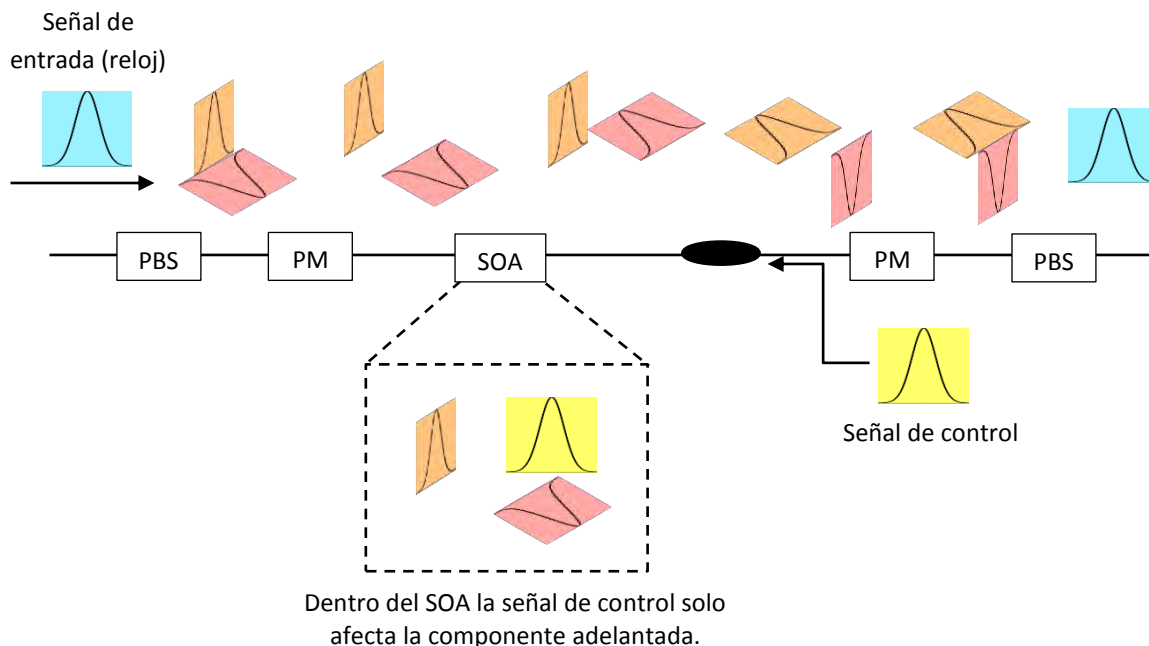 Señal de
entrada (reloj)
PBS
PM
SOA
PM
PBS
Señal de control
Dentro del SOA la señal de control solo
afecta la componente adelantada.